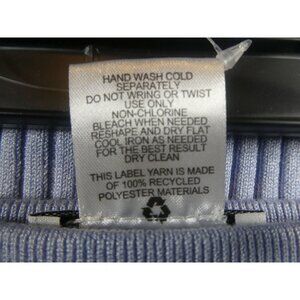 HAND WASH COLD
SEPARATELY
DO NOT WRING OR TWIST
USE ONLY
NON-CHLORINE
BLEACH WHEN NEEDED
RESHAPE AND DRY FLAT
COOL IRON AS NEEDED
FOR THE BEST RESULT
DRY CLEAN
THIS LABEL YARN IS MADE
OF 100% RECYCLED
POLYESTER MATERIALS